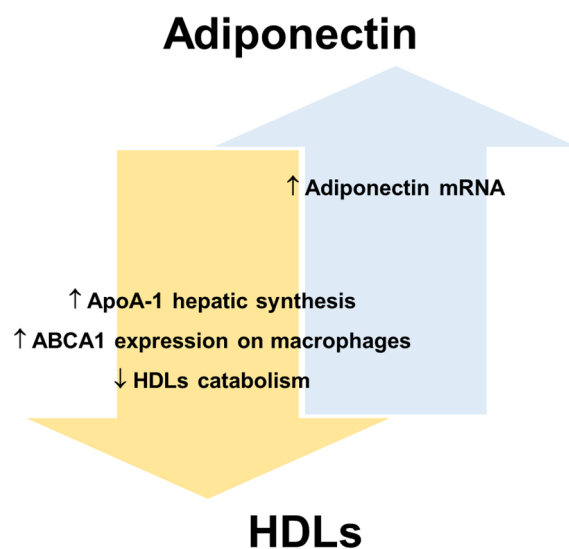 Adiponectin
↑ Adiponectin mRNA
↑ ApoA-1 hepatic synthesis
↑ ABCA1 expression on macrophages
↓ HDLs catabolism
HDLs